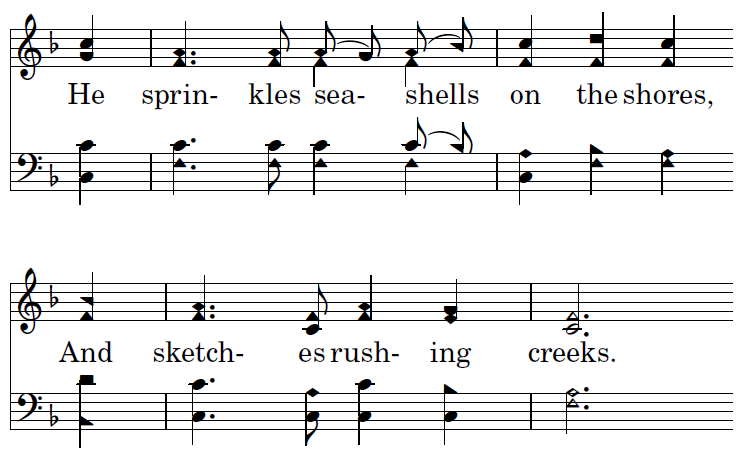 He sprin- kles sea- shells on the shores,
And sketch- es rush- ing creeks.